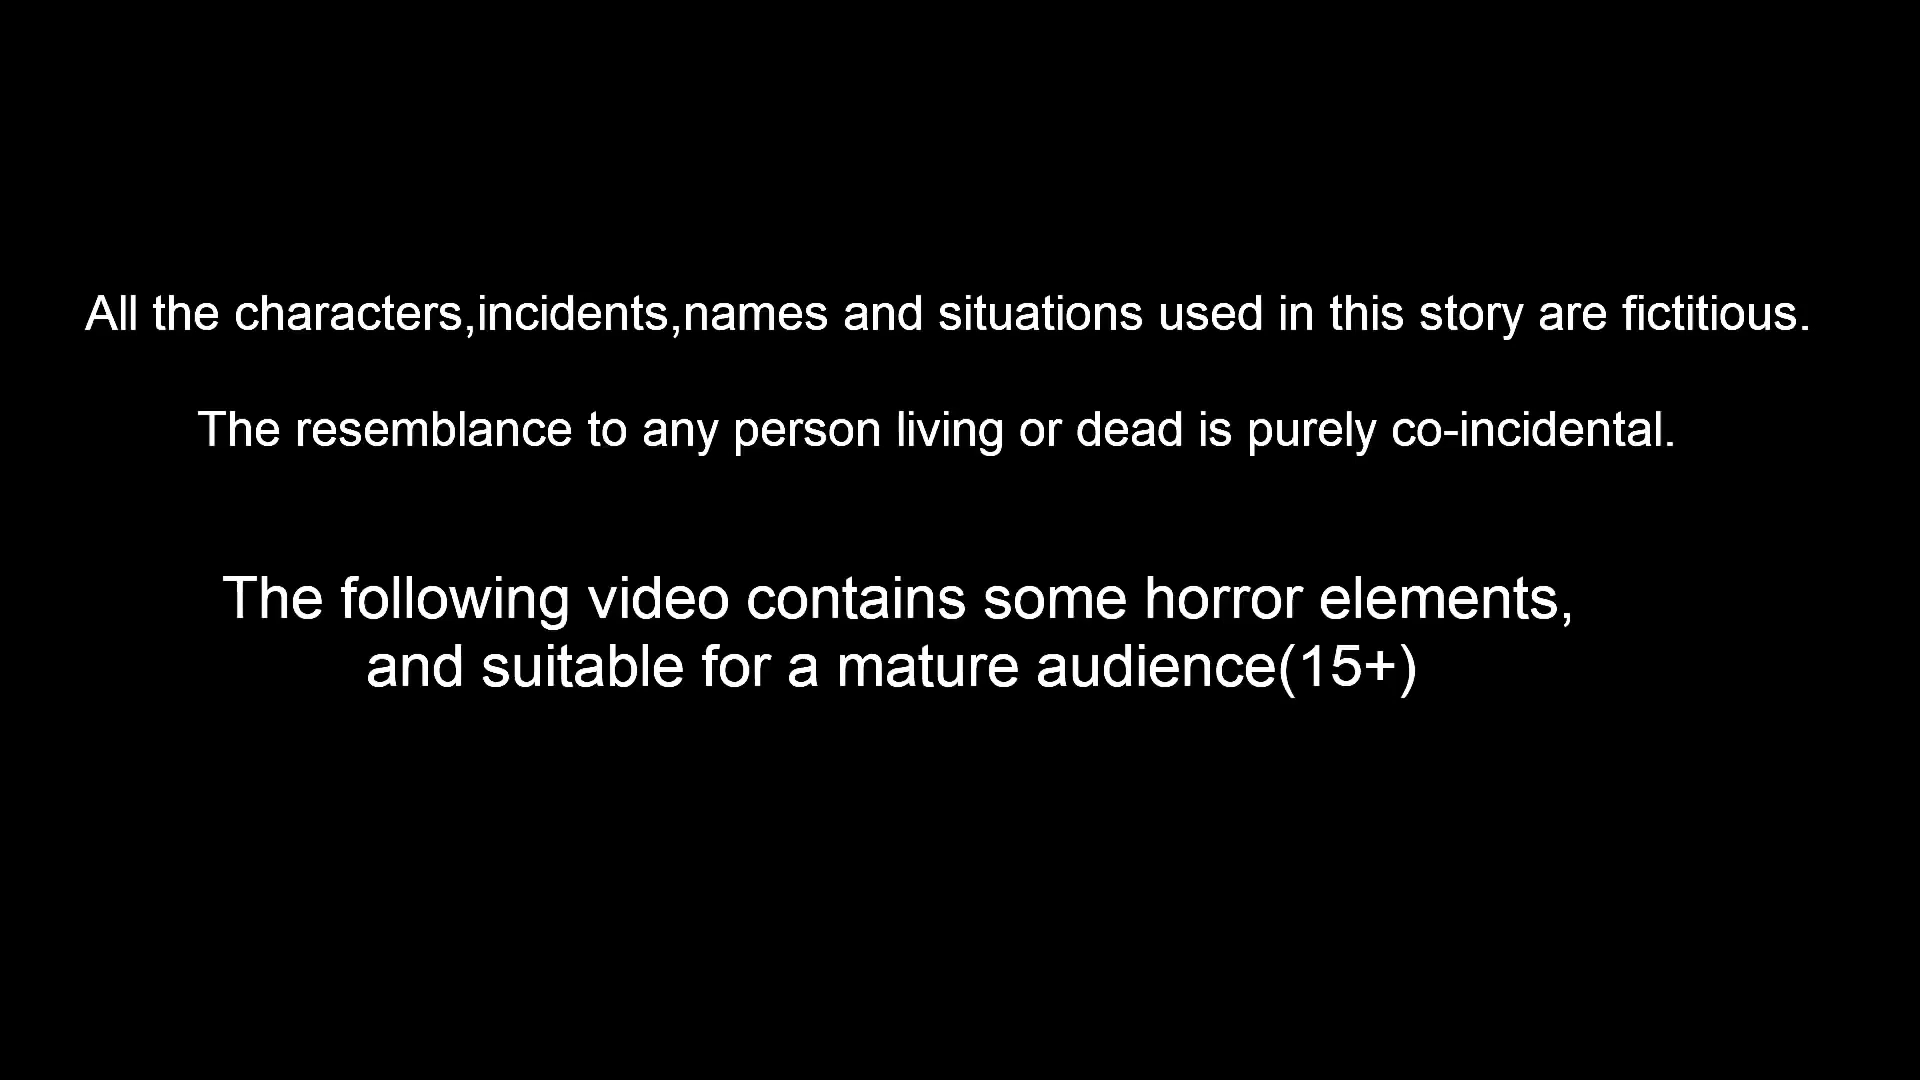 All the characters,incidents,names and situations used in this story are fictitious.
The resemblance to any person living or dead is purely co-incidental.
The following video contains some horror elements,
and suitable for a mature audience(15+)